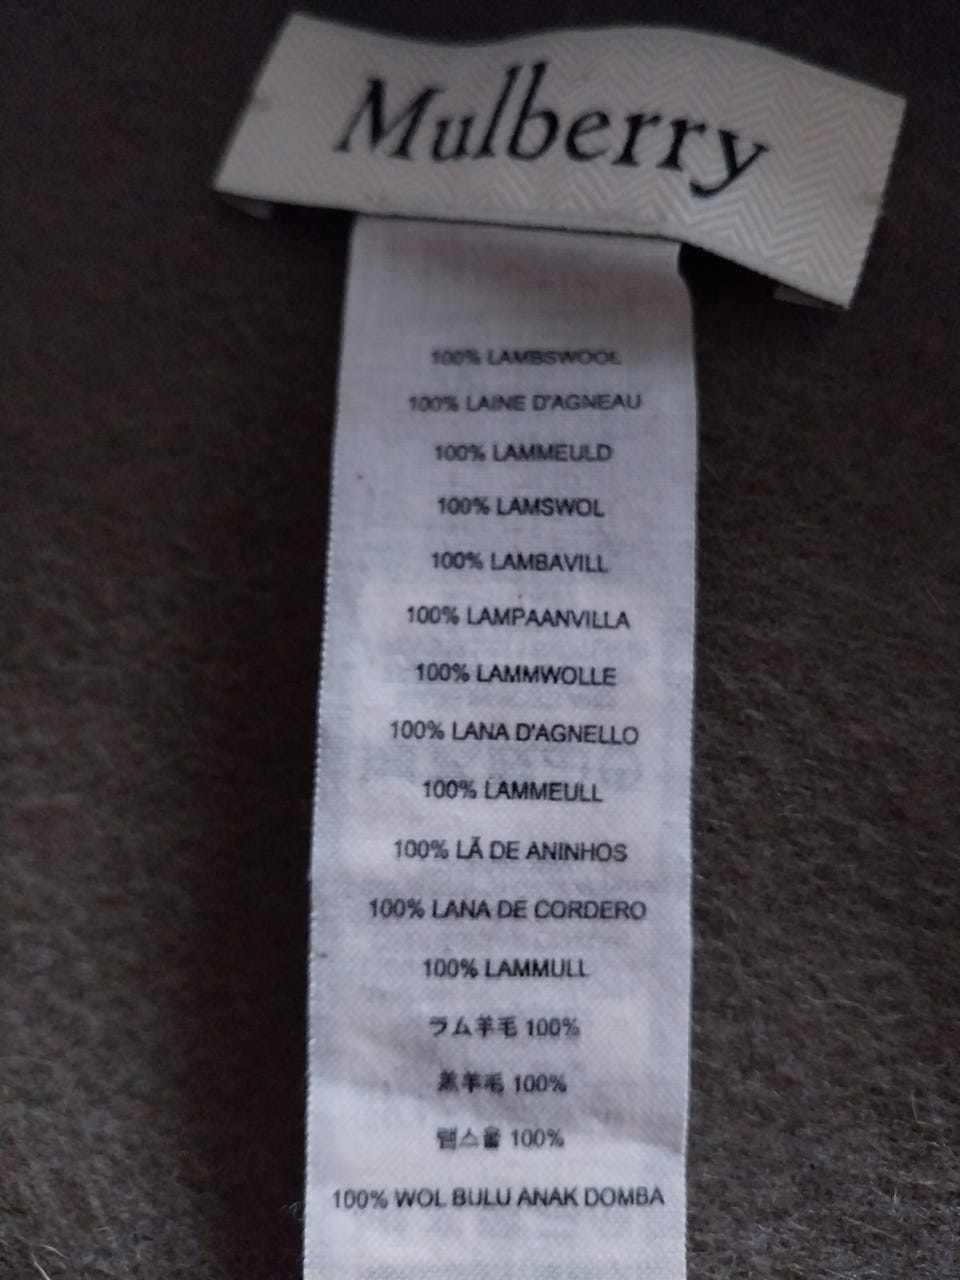 Mulberry
100% LAMBSWOOL
100% LAINE D'AGNEAU
100% LAMMEULD
100% LAMSWOL
100% LAMBAVILL
100% LAMPAANVILLA
100% LAMMWOLLE
100% LANA D'AGNELLO
100% LAMMEULL
100% LÃ DE ANINHOS
100% LANA DE CORDERO
100% LAMMULL
ラム羊毛 100%
羔羊毛 100%
램스울 100%
100% WOL BULU ANAK DOMBA